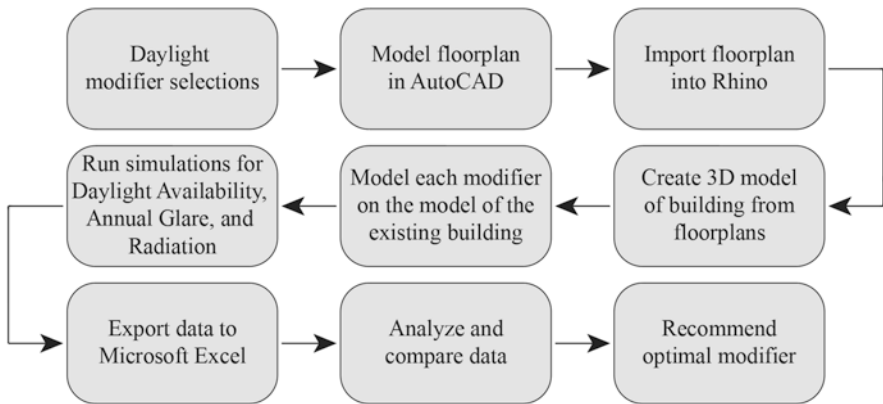 Daylight
modifier selections
Model floorplan
in AutoCAD
Import floorplan
into Rhino
Create 3D model
of building from
floorplans
Model each modifier
on the model of the
existing building
Run simulations for
Daylight Availability,
Annual Glare, and
Radiation
Export data to
Microsoft Excel
Analyze and
compare data
Recommend
optimal modifier